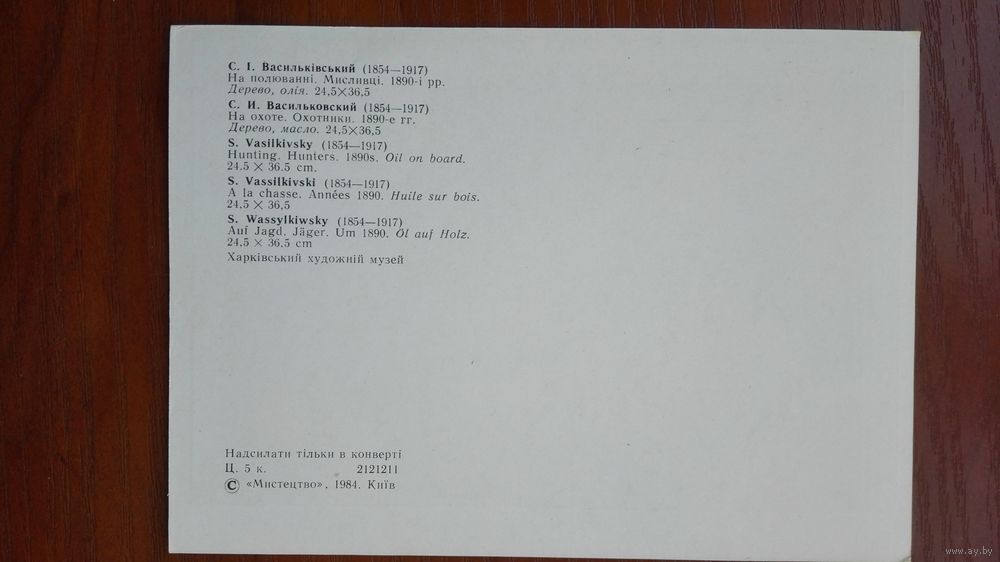 С. І. Васильківський (1854—1917)
На полюванні. Мисливці. 1890-і рр.
Дерево, олія. 24,5×36,5
С. И. Васильковский (1854—1917)
На охоте. Охотники. 1890-е гг.
Дерево, масло. 24,5×36,5
S. Vasilkivsky (1854—1917)
Hunting. Hunters. 1890s. Oil on board.
24.5 × 36.5 cm.
S. Vassilkivski (1854—1917)
A la chasse. Années 1890. Huile sur bois.
24,5 × 36,5
S. Wassylkiwsky (1854—1917)
Auf Jagd. Jäger. Um 1890. Öl auf Holz.
24,5 × 36,5 cm
Харківський художній музей
Надсилати тільки в конверті
Ц. 5 к. 2121211
© «Мистецтво», 1984. Київ
www.ay.by